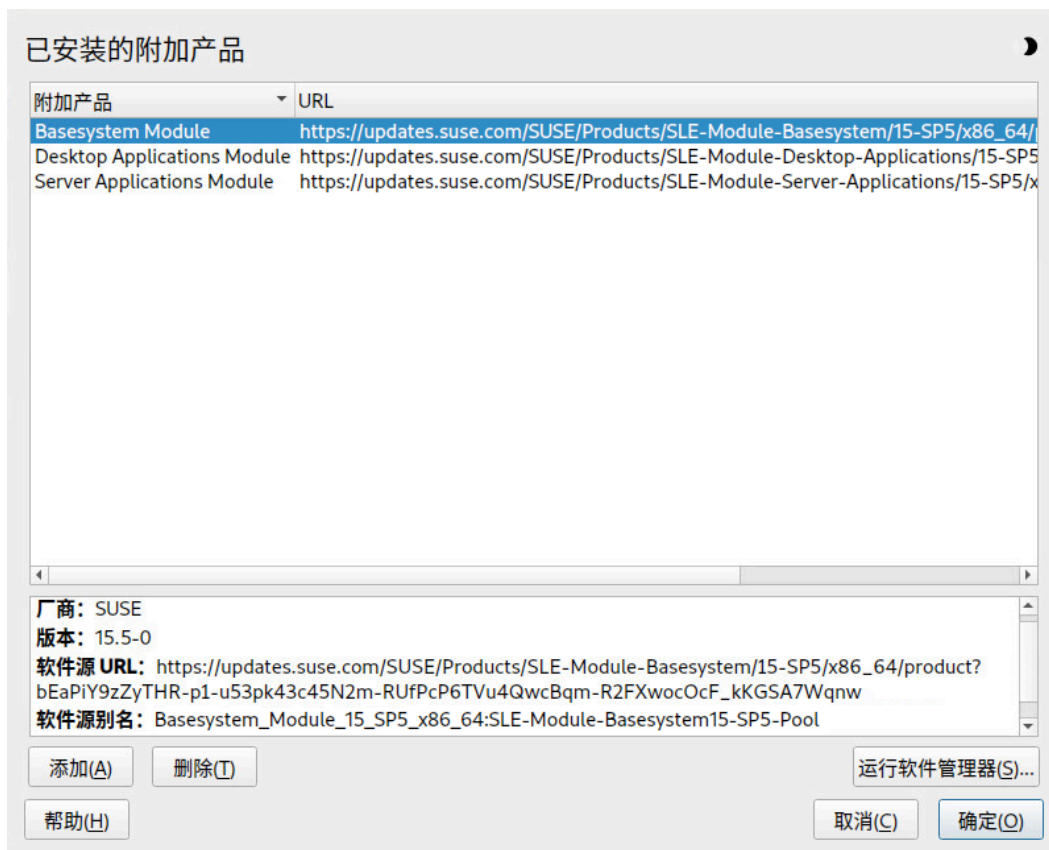 已安装的附加产品
附加产品 URL
Basesystem Module https://updates.suse.com/SUSE/Products/SLE-Module-Basesystem/15-SP5/x86_64/
Desktop Applications Module https://updates.suse.com/SUSE/Products/SLE-Module-Desktop-Applications/15-SP5
Server Applications Module https://updates.suse.com/SUSE/Products/SLE-Module-Server-Applications/15-SP5/x
厂商：SUSE
版本：15.5-0
软件源 URL：https://updates.suse.com/SUSE/Products/SLE-Module-Basesystem/15-SP5/x86_64/product?
bEaPiY9zZyTHR-p1-u53pk43c45N2m-RUfPcP6TVu4QwcBqm-R2FXwocOcF_kKGSA7Wqnw
软件源别名：Basesystem_Module_15_SP5_x86_64:SLE-Module-Basesystem15-SP5-Pool
添加(A) 删除(T) 运行软件管理器(S)...
帮助(H) 取消(C) 确定(O)